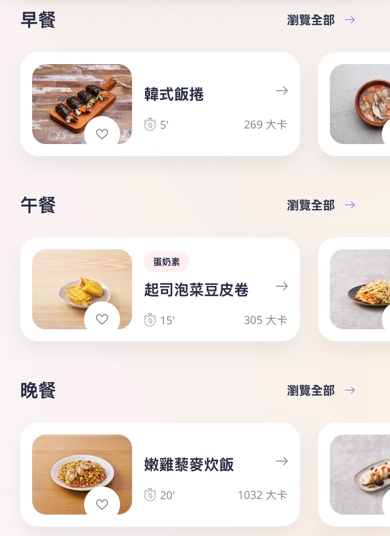 早餐
瀏覽全部
韓式飯捲
5'
269 大卡
午餐
瀏覽全部
蛋奶素
起司泡菜豆皮卷
15'
305 大卡
晚餐
瀏覽全部
嫩雞藜麥炊飯
20'
1032 大卡